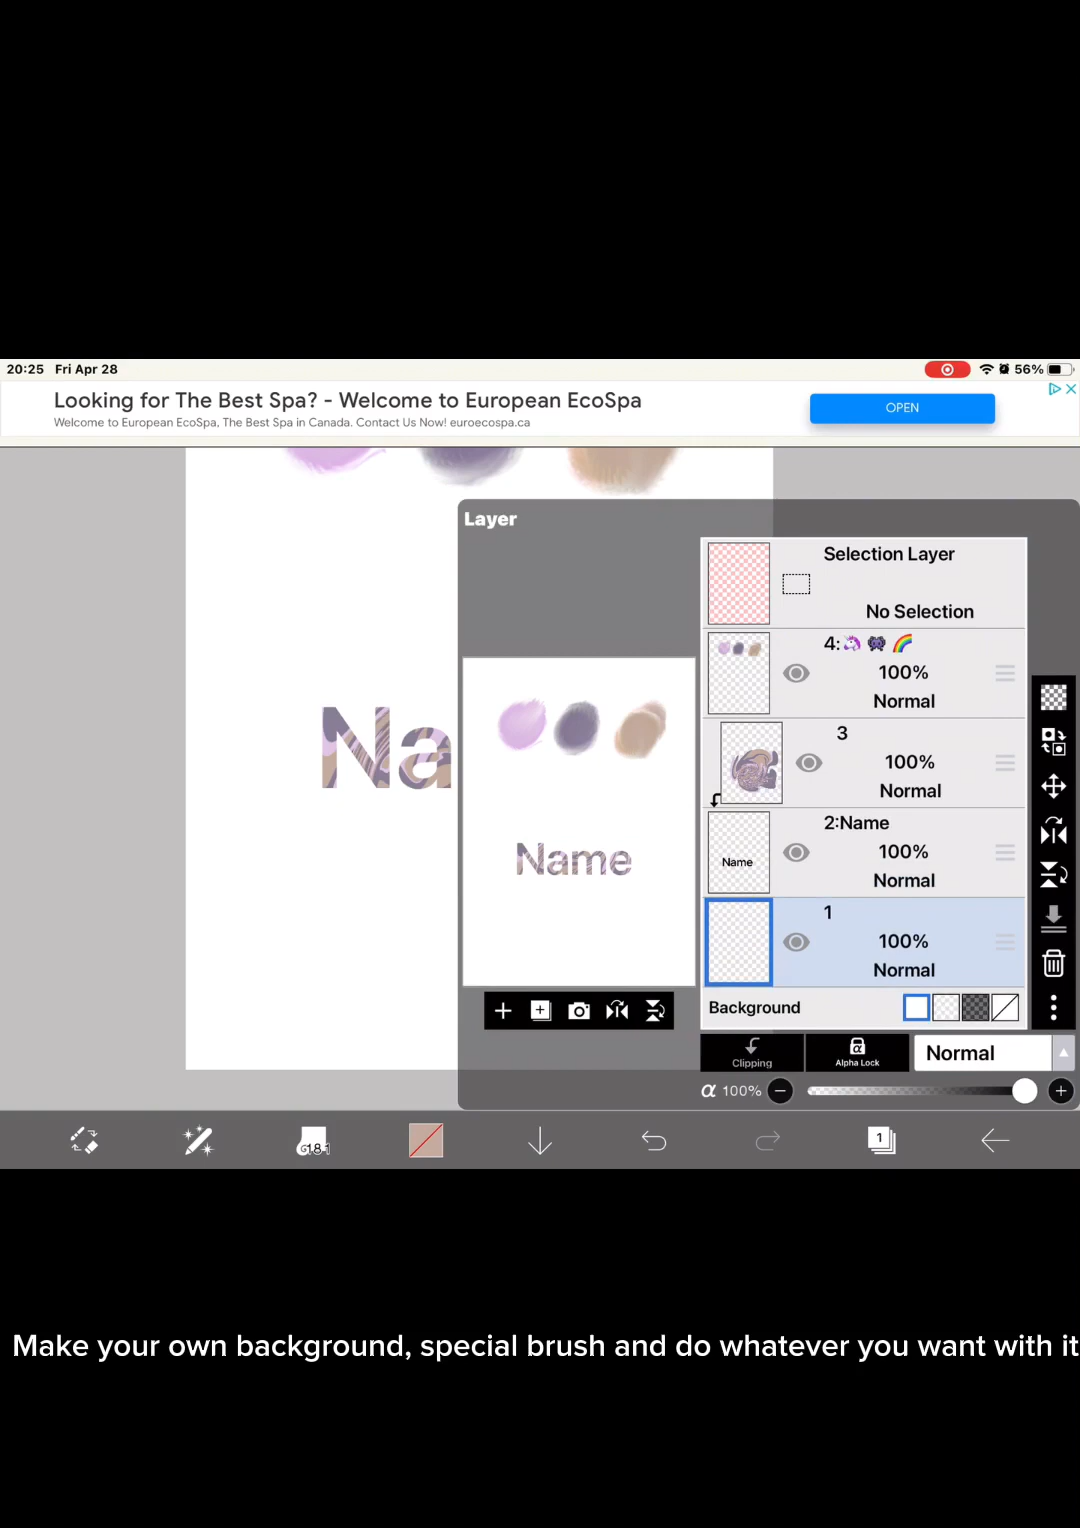 20:25 Fri Apr 28
56%
Looking for The Best Spa? - Welcome to European EcoSpa
Welcome to European EcoSpa, The Best Spa in Canada. Contact Us Now! euroecospa.ca
OPEN
Layer
Selection Layer
No Selection
4:🦄 👾 🌈
100%
Normal
3
100%
Normal
Na
Name
2:Name
100%
Normal
Name
1
100%
Normal
Background
Clipping
α
Alpha Lock
Normal
α 100%
1
Make your own background, special brush and do whatever you want with it